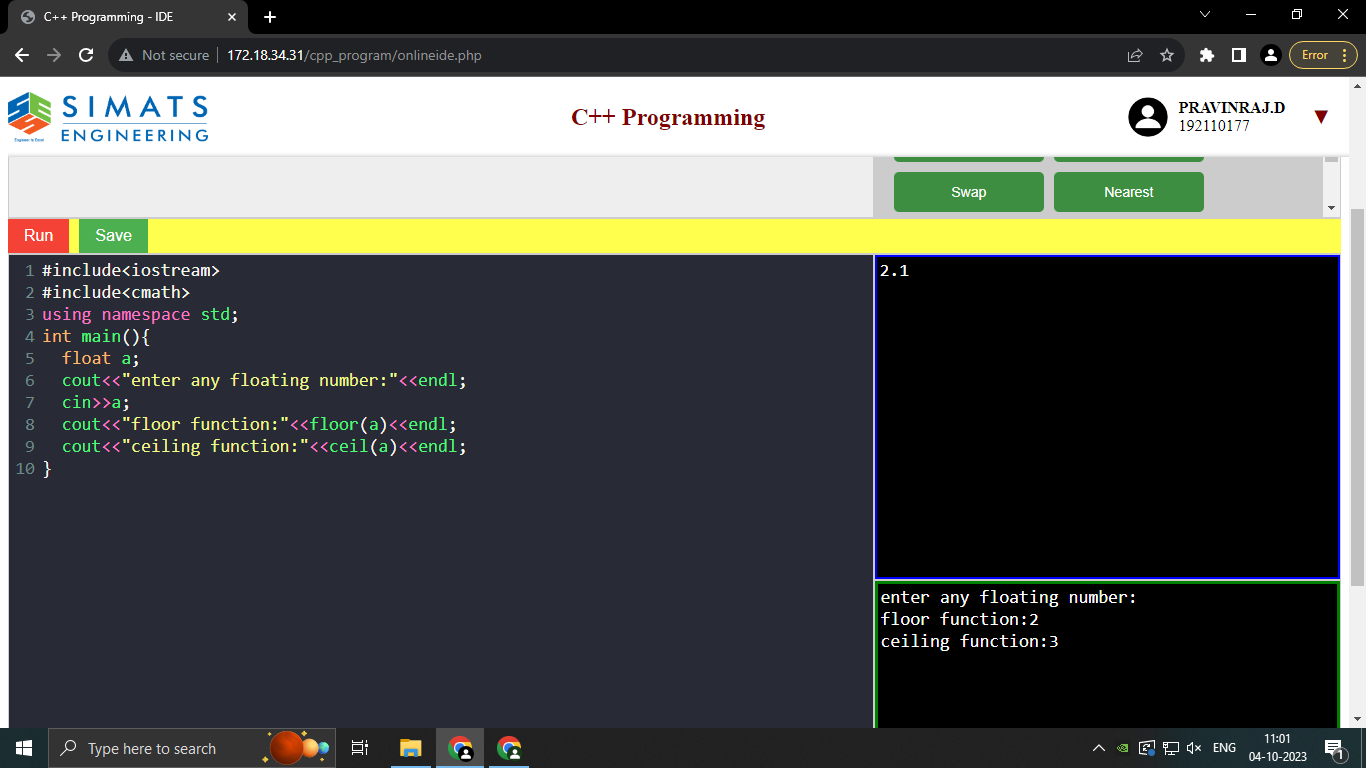 C++ Programming - IDE
Not secure
172.18.34.31/cpp_program/onlineide.php
Error
SIMATS
ENGINEERING
Engineer to Excel
C++ Programming
PRAVINRAJ.D
192110177
Swap
Nearest
Run
Save
1 #include<iostream>
2 #include<cmath>
3 using namespace std;
4 int main(){
5 float a;
6 cout<<"enter any floating number:"<<endl;
7 cin>>a;
8 cout<<"floor function:"<<floor(a)<<endl;
9 cout<<"ceiling function:"<<ceil(a)<<endl;
10 }
2.1
enter any floating number:
floor function:2
ceiling function:3
Type here to search
ENG
11:01
04-10-2023
1